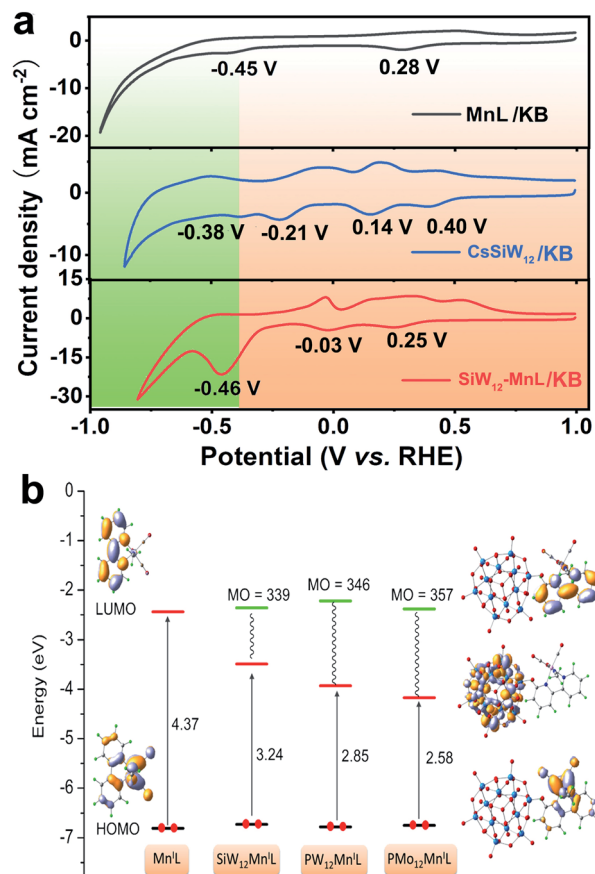 a
Current density (mA cm⁻²)
0
-10
-20
-0.45 V
0.28 V
MnL/KB
0
-10
-0.38 V
-0.21 V
0.14 V
0.40 V
CsSiW₁₂/KB
15
0
-15
-30
-0.46 V
-0.03 V
0.25 V
SiW₁₂-MnL/KB
-1.0
-0.5
0.0
0.5
1.0
Potential (V vs. RHE)
b
Energy (eV)
0
-1
-2
-3
-4
-5
-6
-7
LUMO
HOMO
MO = 339
MO = 346
MO = 357
4.37
3.24
2.85
2.58
MnᴵL
SiW₁₂MnᴵL
PW₁₂MnᴵL
PMo₁₂MnᴵL